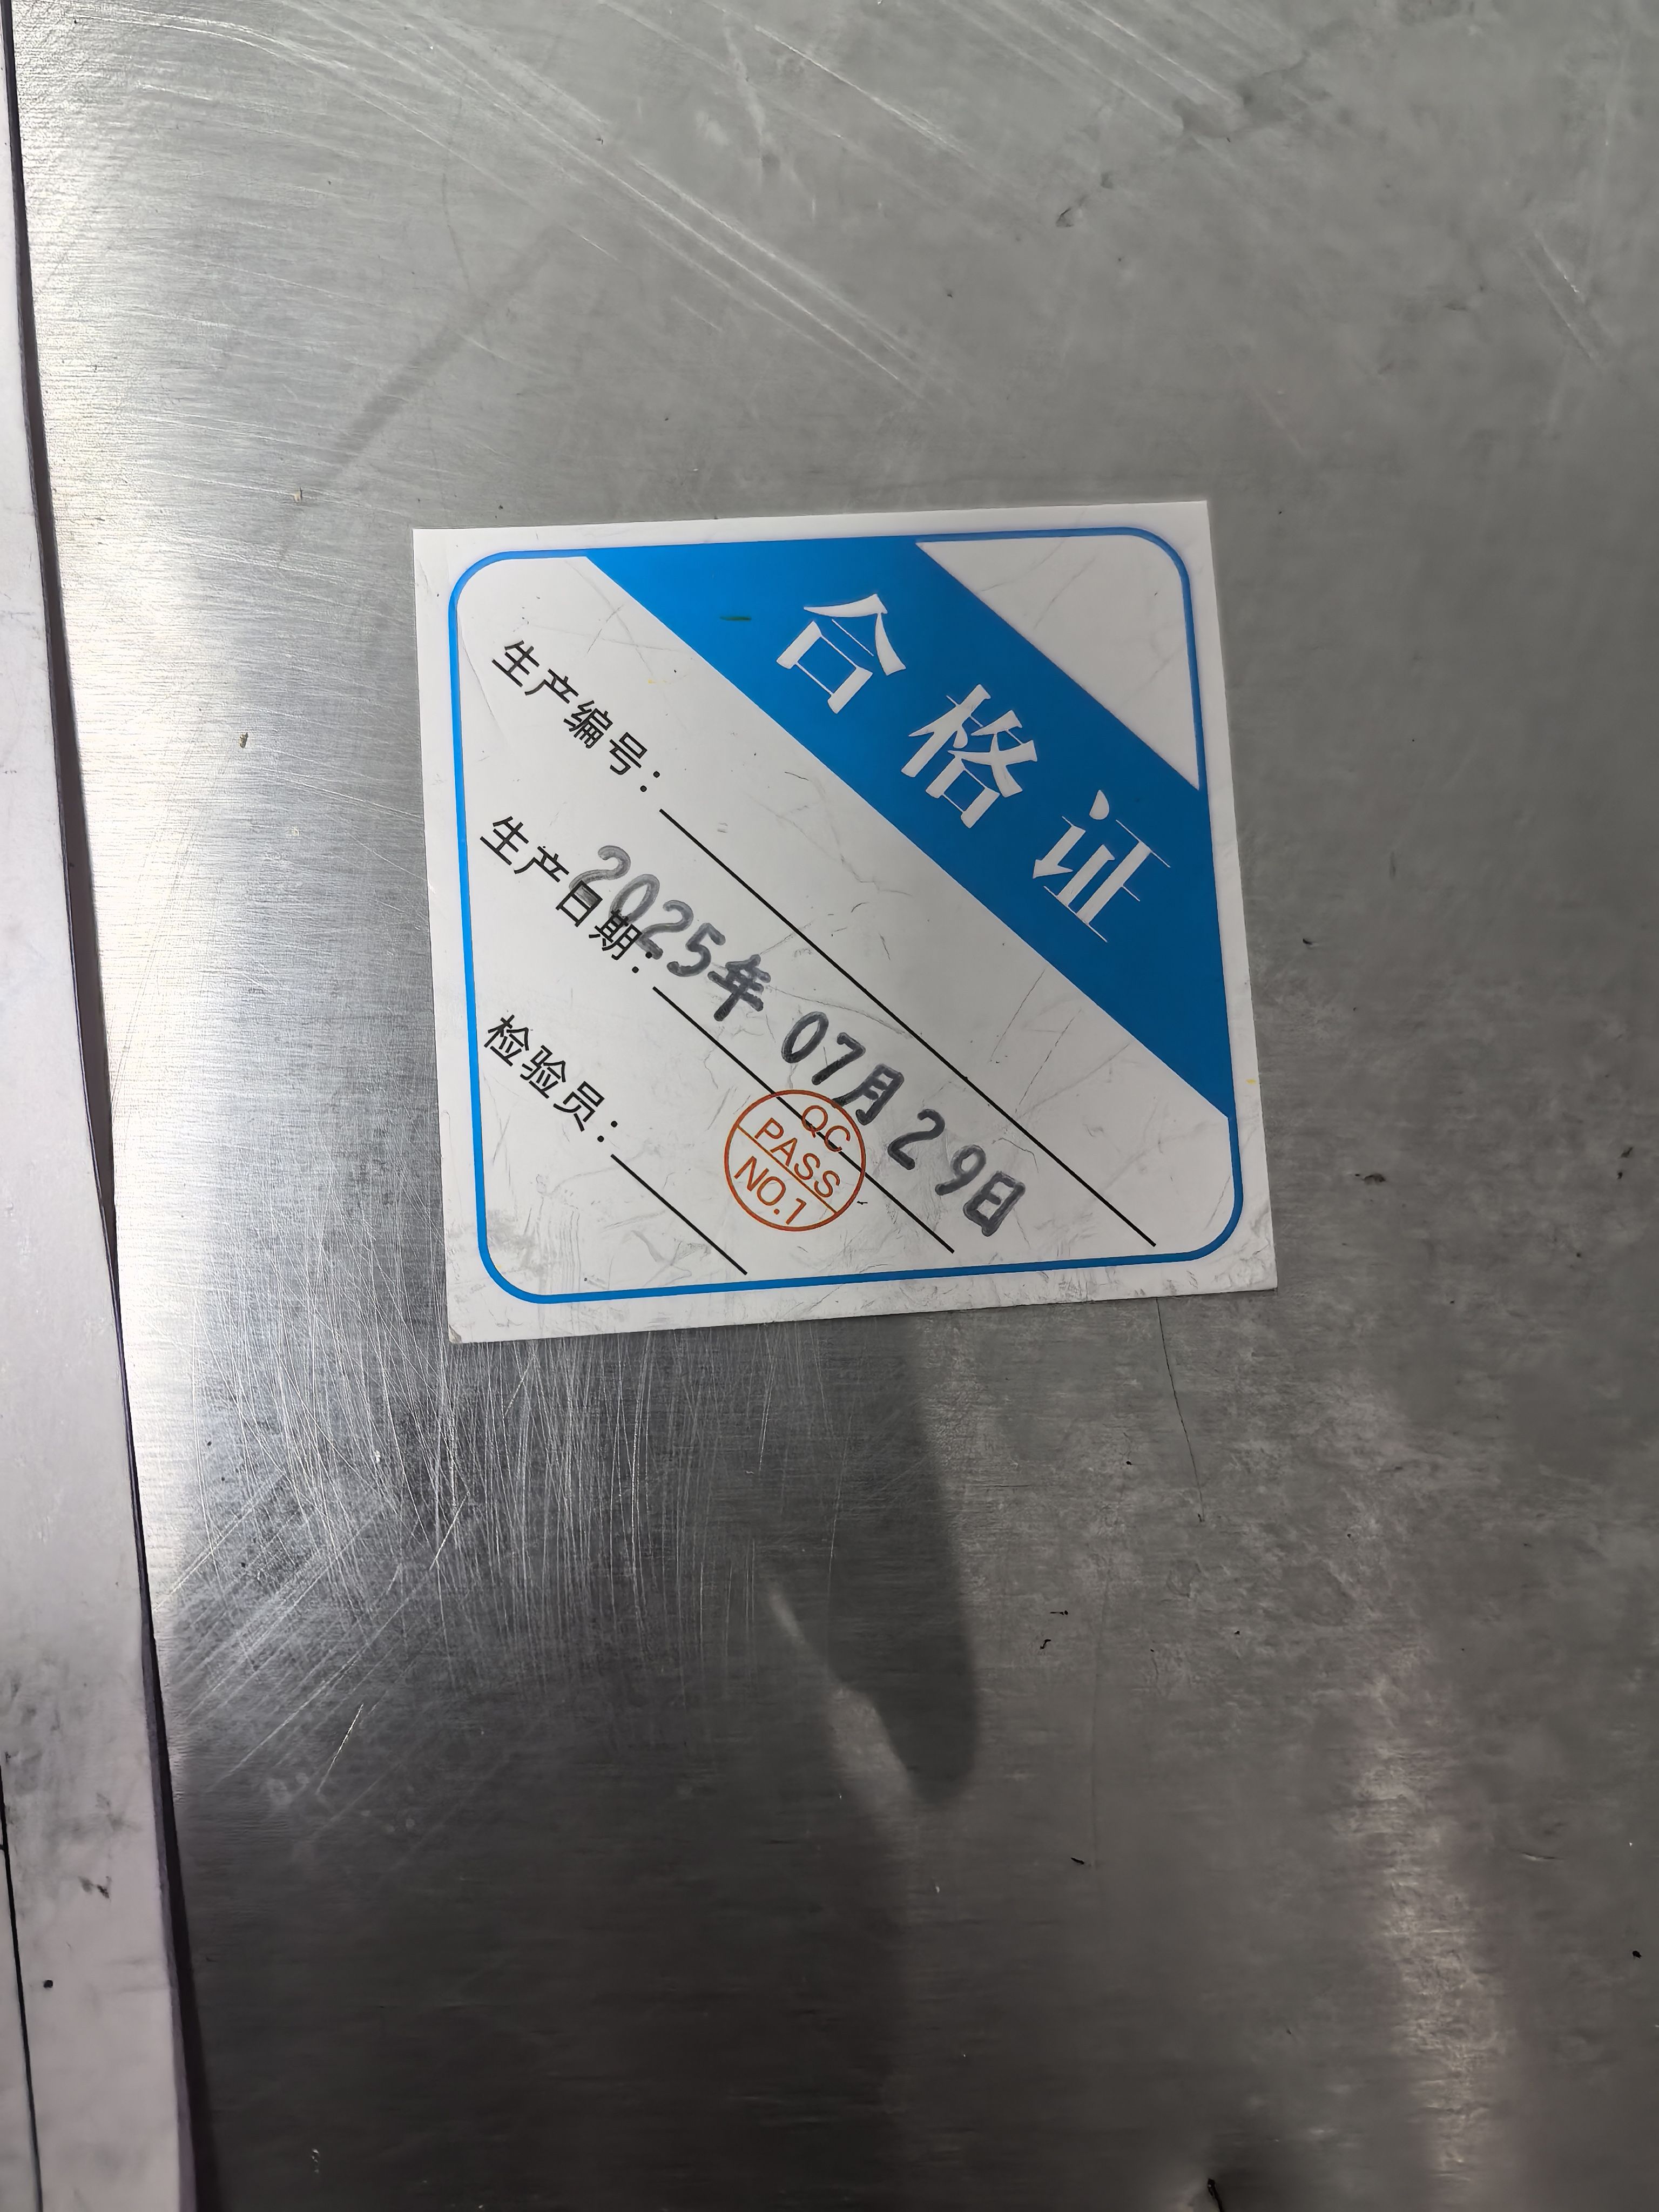 合格证
生产编号：
生产日期：2025年 07月 29日
检验员：
QC
PASS
NO.1